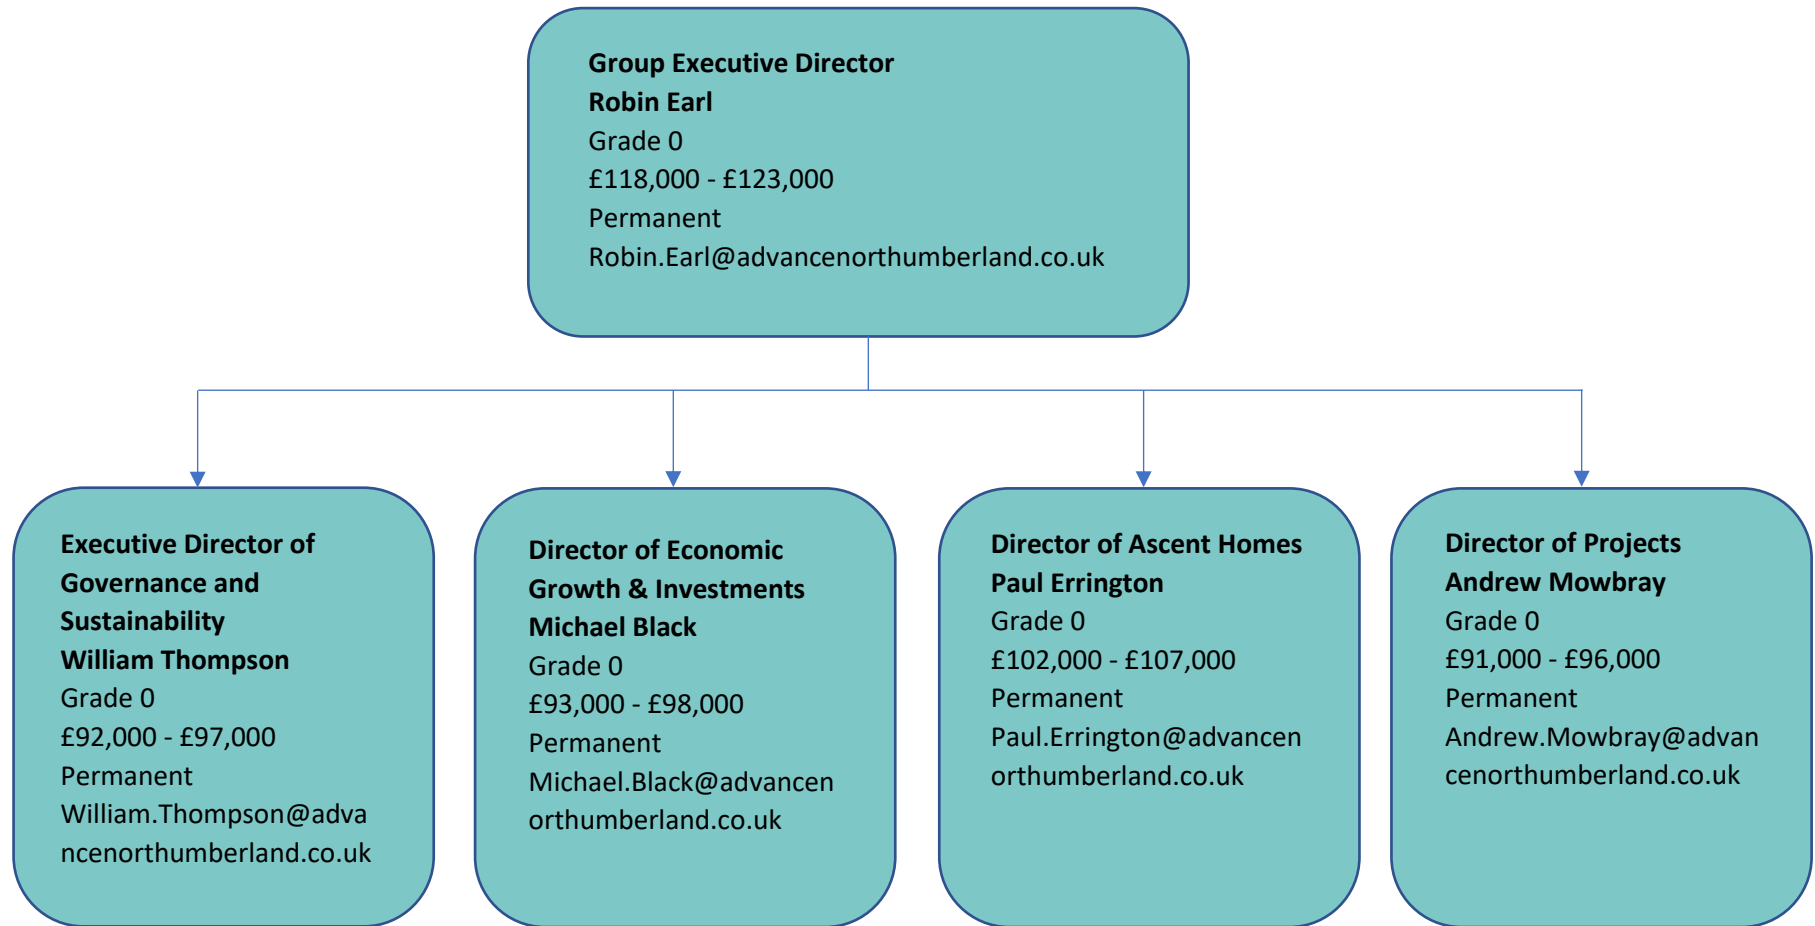 Group Executive Director
Robin Earl
Grade 0
£118,000 - £123,000
Permanent
Robin.Earl@advancenorthumberland.co.uk
Executive Director of
Governance and
Sustainability
William Thompson
Grade 0
£92,000 - £97,000
Permanent
William.Thompson@adva
ncenorthumberland.co.uk
Director of Economic
Growth & Investments
Michael Black
Grade 0
£93,000 - £98,000
Permanent
Michael.Black@advancen
orthumberland.co.uk
Director of Ascent Homes
Paul Errington
Grade 0
£102,000 - £107,000
Permanent
Paul.Errington@advancen
orthumberland.co.uk
Director of Projects
Andrew Mowbray
Grade 0
£91,000 - £96,000
Permanent
Andrew.Mowbray@advan
cenorthumberland.co.uk